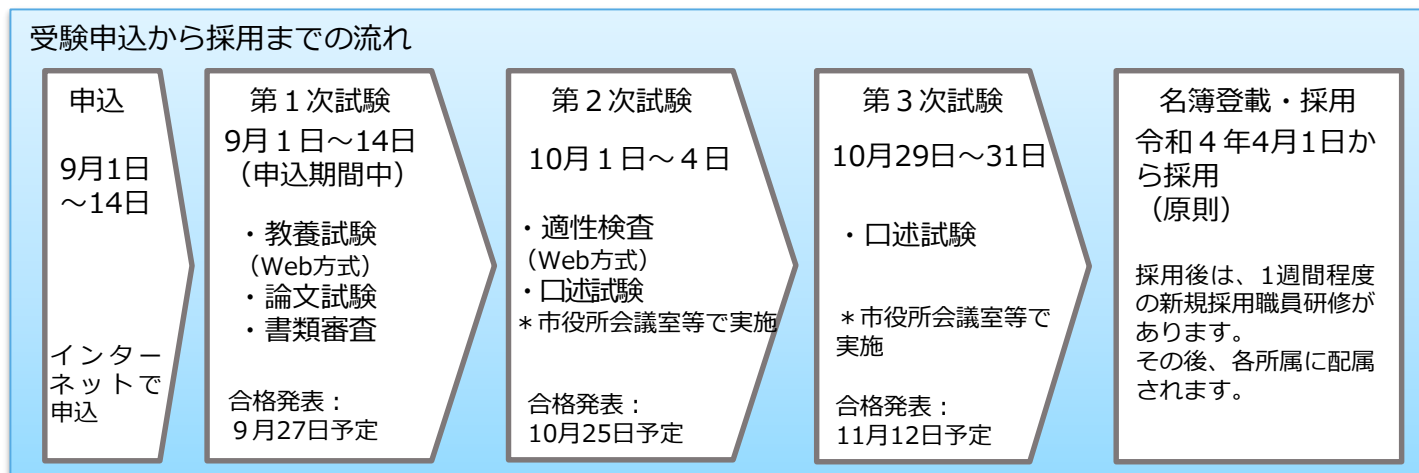 受験申込から採用までの流れ
申込
9月1日
～14日
インター
ネットで
申込
第１次試験
9月１日～14日
（申込期間中）
・教養試験
（Web方式）
・論文試験
・書類審査
合格発表：
９月27日予定
第２次試験
10月１日～４日
・適性検査
（Web方式）
・口述試験
＊市役所会議室等で実施
合格発表：
10月25日予定
第３次試験
10月29日～31日
・口述試験
＊市役所会議室等で
実施
合格発表：
11月12日予定
名簿登載・採用
令和４年4月1日か
ら採用
（原則）
採用後は、1週間程度
の新規採用職員研修が
あります。
その後、各所属に配属
されます。